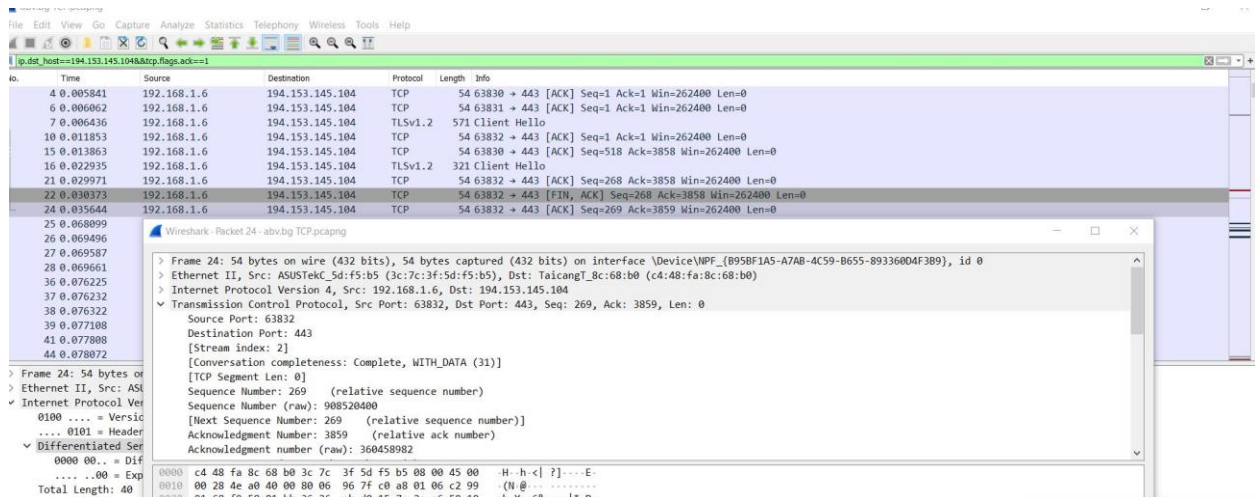 abv.bg TCP.pcapng
File Edit View Go Capture Analyze Statistics Telephony Wireless Tools Help
ip.dst_host==194.153.145.104&&tcp.flags.ack==1
No. Time Source Destination Protocol Length Info
4 0.005841 192.168.1.6 194.153.145.104 TCP 54 63830 → 443 [ACK] Seq=1 Ack=1 Win=262400 Len=0
6 0.006062 192.168.1.6 194.153.145.104 TCP 54 63831 → 443 [ACK] Seq=1 Ack=1 Win=262400 Len=0
7 0.006436 192.168.1.6 194.153.145.104 TLSv1.2 571 Client Hello
10 0.011853 192.168.1.6 194.153.145.104 TCP 54 63832 → 443 [ACK] Seq=1 Ack=1 Win=262400 Len=0
15 0.013863 192.168.1.6 194.153.145.104 TCP 54 63830 → 443 [ACK] Seq=518 Ack=3858 Win=262400 Len=0
16 0.022935 192.168.1.6 194.153.145.104 TLSv1.2 321 Client Hello
21 0.029971 192.168.1.6 194.153.145.104 TCP 54 63832 → 443 [ACK] Seq=268 Ack=3858 Win=262400 Len=0
22 0.030373 192.168.1.6 194.153.145.104 TCP 54 63832 → 443 [FIN, ACK] Seq=268 Ack=3858 Win=262400 Len=0
24 0.035644 192.168.1.6 194.153.145.104 TCP 54 63832 → 443 [ACK] Seq=269 Ack=3859 Win=262400 Len=0
25 0.068099
26 0.069496
27 0.069587
28 0.069661
36 0.076225
37 0.076232
38 0.076322
39 0.077108
41 0.077808
44 0.078072
Wireshark · Packet 24 · abv.bg TCP.pcapng
Frame 24: 54 bytes on wire (432 bits), 54 bytes captured (432 bits) on interface \Device\NPF_{B95BF1A5-A7AB-4C59-B655-893360D4F3B9}, id 0
Ethernet II, Src: ASUSTekC_5d:f5:b5 (3c:7c:3f:5d:f5:b5), Dst: TaicangT_8c:68:b0 (c4:48:fa:8c:68:b0)
Internet Protocol Version 4, Src: 192.168.1.6, Dst: 194.153.145.104
Transmission Control Protocol, Src Port: 63832, Dst Port: 443, Seq: 269, Ack: 3859, Len: 0
Source Port: 63832
Destination Port: 443
[Stream index: 2]
[Conversation completeness: Complete, WITH_DATA (31)]
[TCP Segment Len: 0]
Sequence Number: 269 (relative sequence number)
Sequence Number (raw): 908520400
[Next Sequence Number: 269 (relative sequence number)]
Acknowledgment Number: 3859 (relative ack number)
Acknowledgment number (raw): 360458982
0000 c4 48 fa 8c 68 b0 3c 7c 3f 5d f5 b5 08 00 45 00 ·H··h·<| ?]····E·
0010 00 28 4e a0 40 00 80 06 96 7f c0 a8 01 06 c2 99 ·(N·@··· ········
Frame 24: 54 bytes on
Ethernet II, Src: ASU
Internet Protocol Ver
0100 .... = Versio
.... 0101 = Header
Differentiated Ser
0000 00.. = Dif
.... ..00 = Exp
Total Length: 40